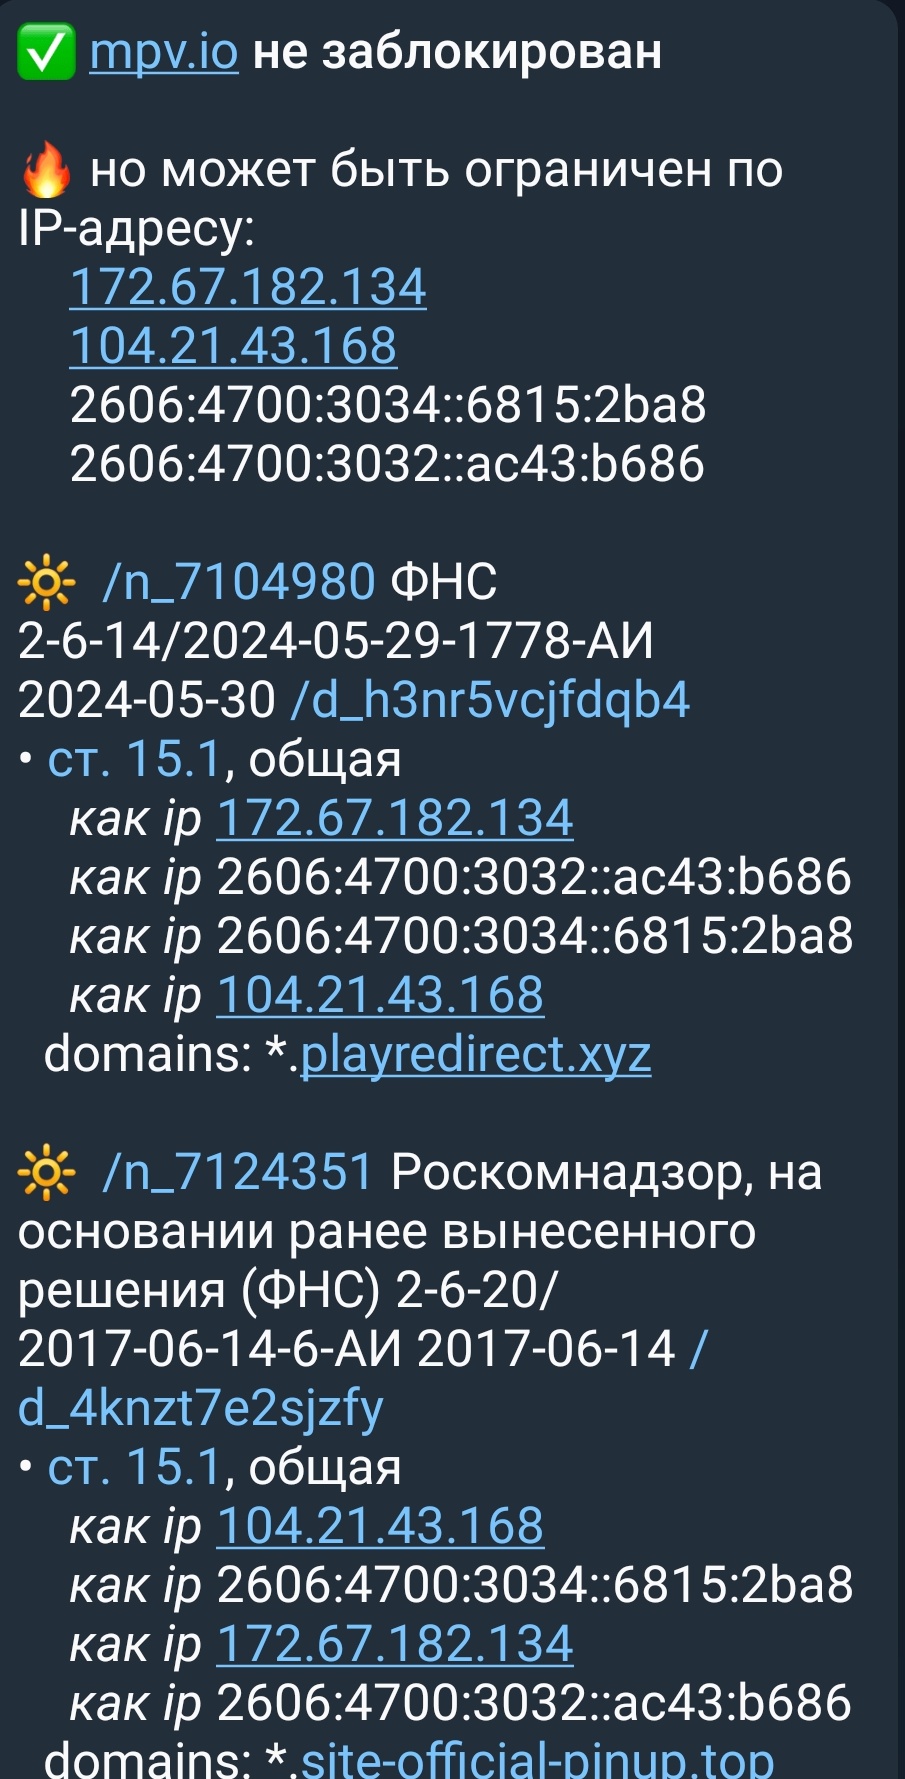 ✅ mpv.io не заблокирован
🔥 но может быть ограничен по
IP-адресу:
172.67.182.134
104.21.43.168
2606:4700:3034::6815:2ba8
2606:4700:3032::ac43:b686
🔆 /n_7104980 ФНС
2-6-14/2024-05-29-1778-АИ
2024-05-30 /d_h3nr5vcjfdqb4
• ст. 15.1, общая
как ip 172.67.182.134
как ip 2606:4700:3032::ac43:b686
как ip 2606:4700:3034::6815:2ba8
как ip 104.21.43.168
domains: *.playredirect.xyz
🔆 /n_7124351 Роскомнадзор, на
основании ранее вынесенного
решения (ФНС) 2-6-20/
2017-06-14-6-АИ 2017-06-14 /
d_4knzt7e2sjzfy
• ст. 15.1, общая
как ip 104.21.43.168
как ip 2606:4700:3034::6815:2ba8
как ip 172.67.182.134
как ip 2606:4700:3032::ac43:b686
domains: *.site-official-pinup.top